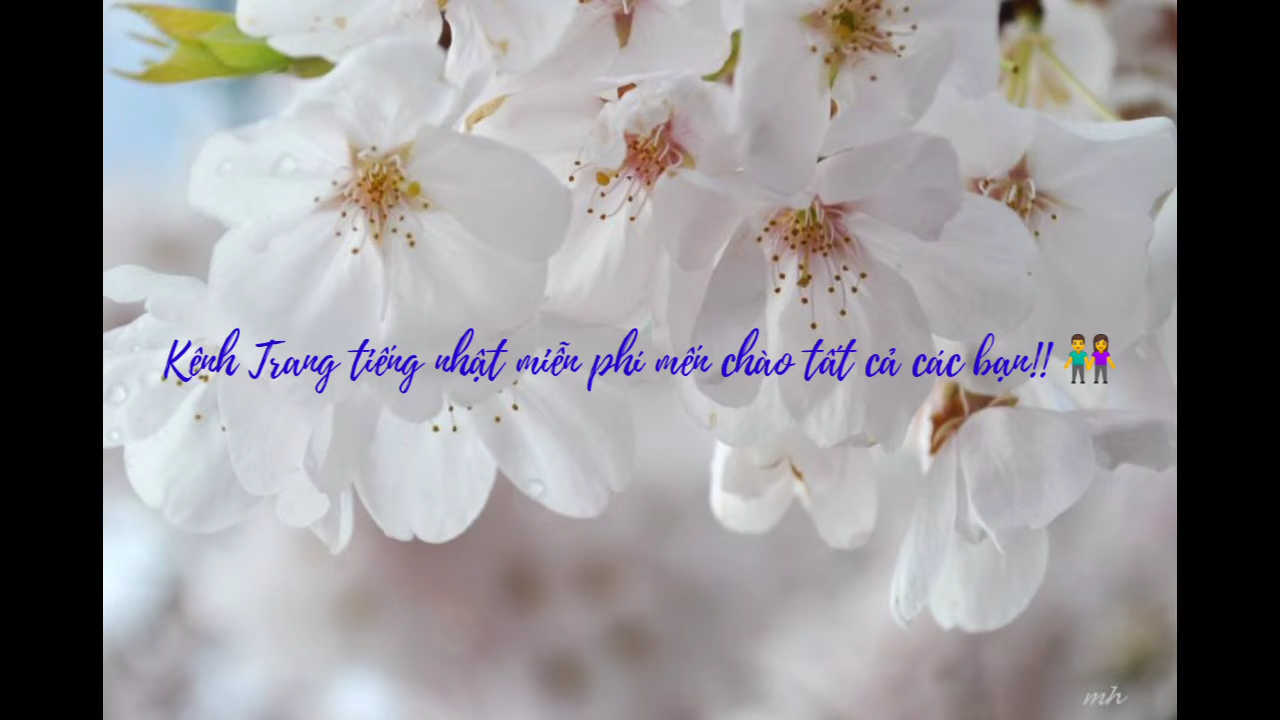 Kênh Trang tiếng nhật miễn phí mến chào tất cả các bạn!! 👫
mh